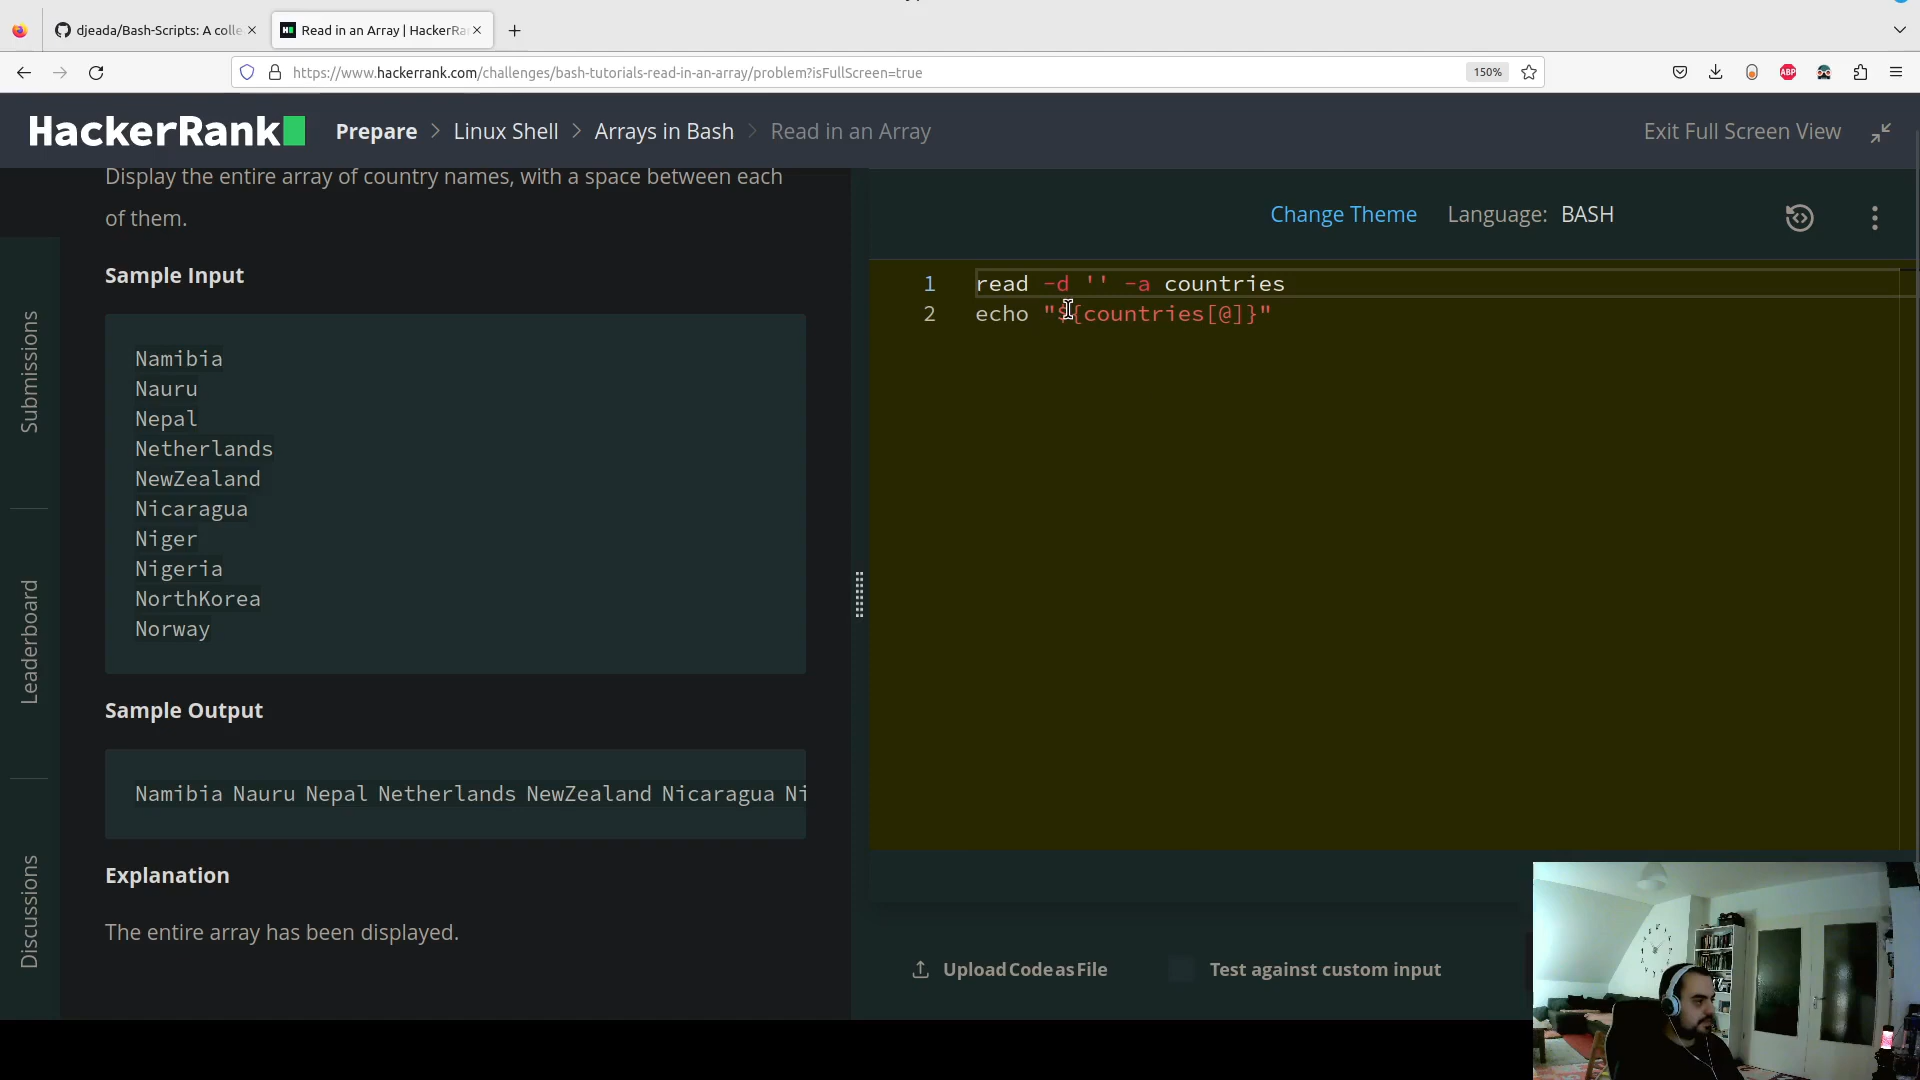 djeada/Bash-Scripts: A colle
Read in an Array | HackerRa
https://www.hackerrank.com/challenges/bash-tutorials-read-in-an-array/problem?isFullScreen=true
150%
ABP
HackerRank
Prepare > Linux Shell > Arrays in Bash > Read in an Array
Exit Full Screen View
Display the entire array of country names, with a space between each
of them.
Sample Input
Namibia
Nauru
Nepal
Netherlands
NewZealand
Nicaragua
Niger
Nigeria
NorthKorea
Norway
Sample Output
Namibia Nauru Nepal Netherlands NewZealand Nicaragua Ni
Explanation
The entire array has been displayed.
Submissions
Leaderboard
Discussions
Change Theme
Language: BASH
1 read -d '' -a countries
2 echo "${countries[@]}"
Upload Code as File
Test against custom input